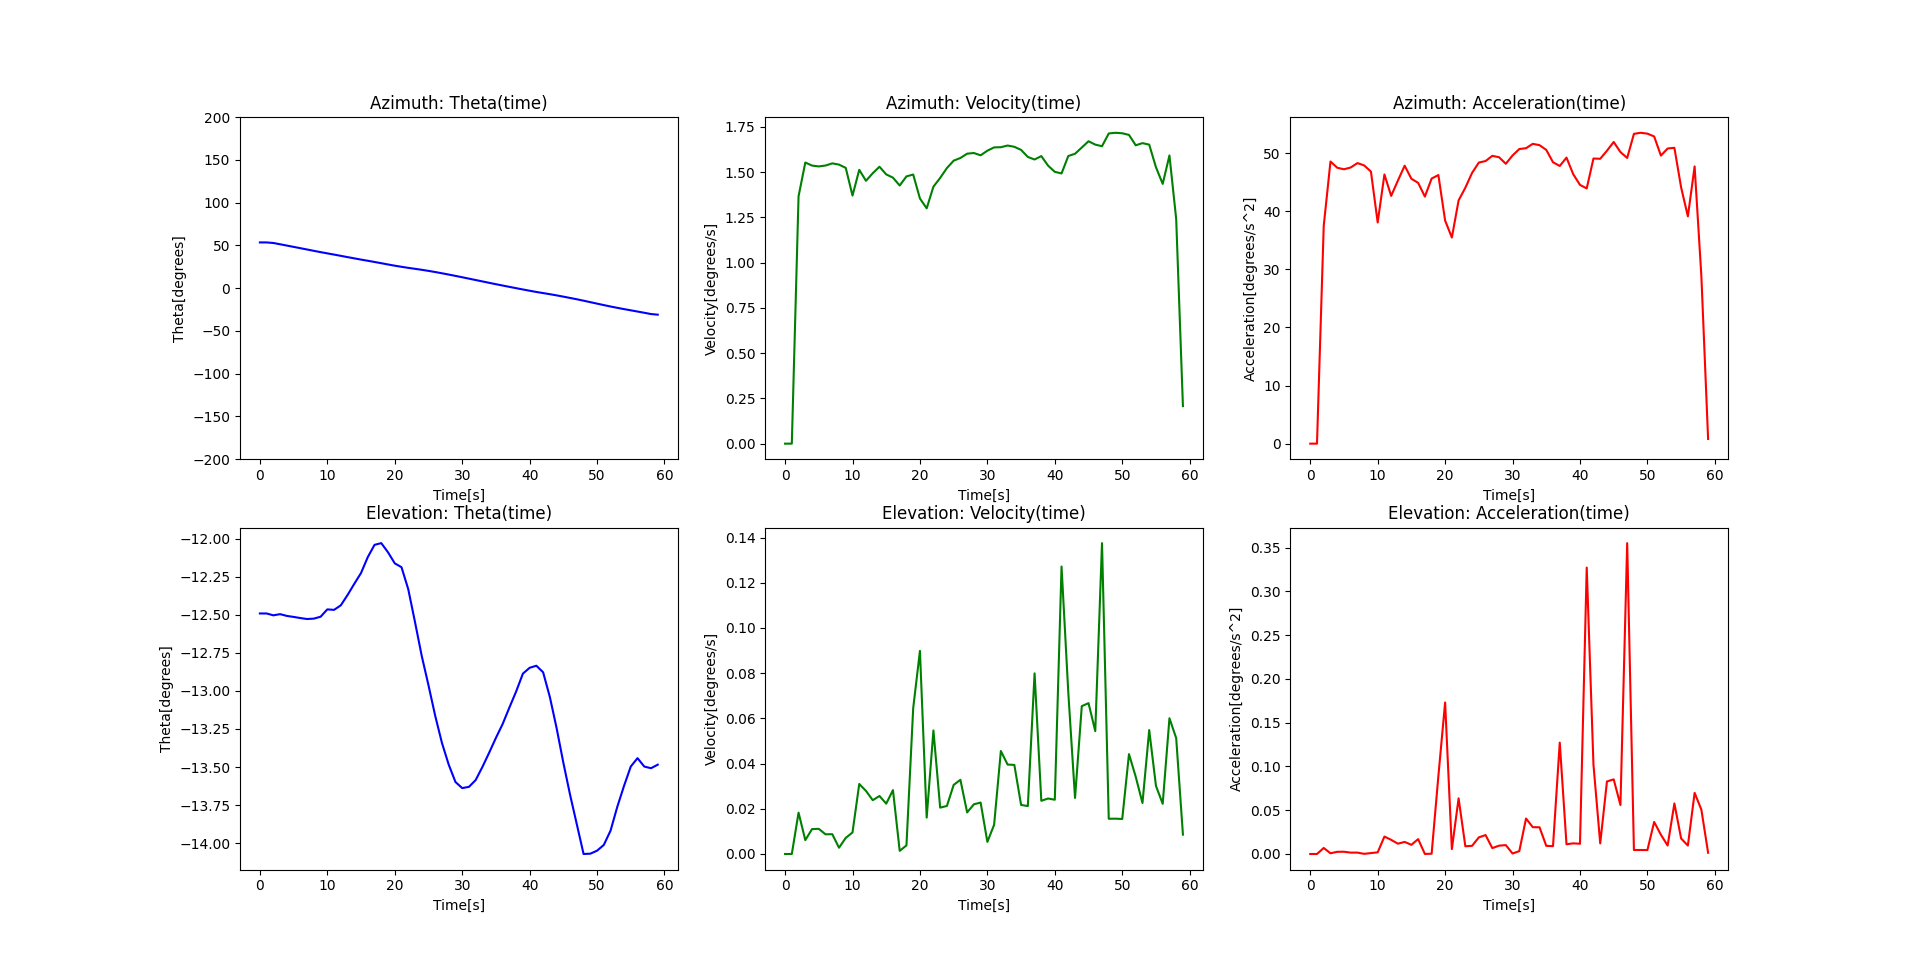 Azimuth: Theta(time)
200
150
100
50
0
−50
−100
−150
−200
Theta[degrees]
0 10 20 30 40 50 60
Time[s]
Azimuth: Velocity(time)
1.75
1.50
1.25
1.00
0.75
0.50
0.25
0.00
Velocity[degrees/s]
0 10 20 30 40 50 60
Time[s]
Azimuth: Acceleration(time)
50
40
30
20
10
0
Acceleration[degrees/s^2]
0 10 20 30 40 50 60
Time[s]
Elevation: Theta(time)
−12.00
−12.25
−12.50
−12.75
−13.00
−13.25
−13.50
−13.75
−14.00
Theta[degrees]
0 10 20 30 40 50 60
Time[s]
Elevation: Velocity(time)
0.14
0.12
0.10
0.08
0.06
0.04
0.02
0.00
Velocity[degrees/s]
0 10 20 30 40 50 60
Time[s]
Elevation: Acceleration(time)
0.35
0.30
0.25
0.20
0.15
0.10
0.05
0.00
Acceleration[degrees/s^2]
0 10 20 30 40 50 60
Time[s]